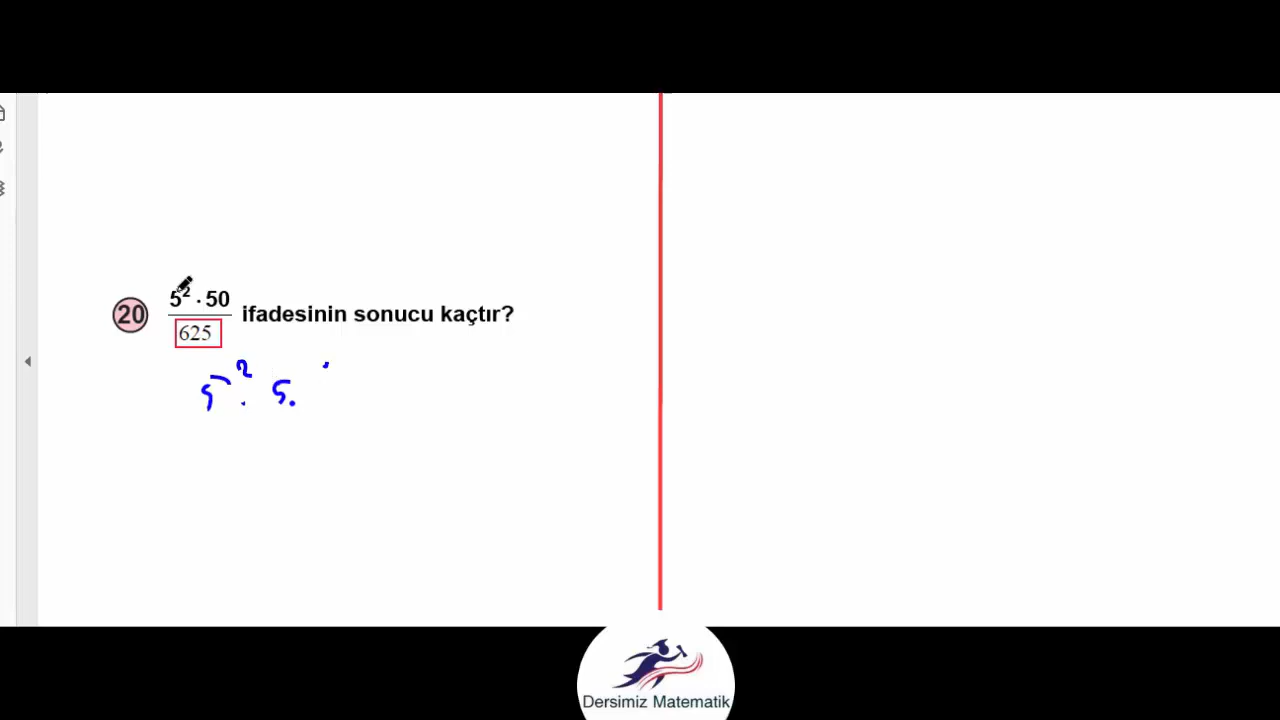 20 5² · 50 ifadesinin sonucu kaçtır?
625
5² . 5.
Dersimiz Matematik